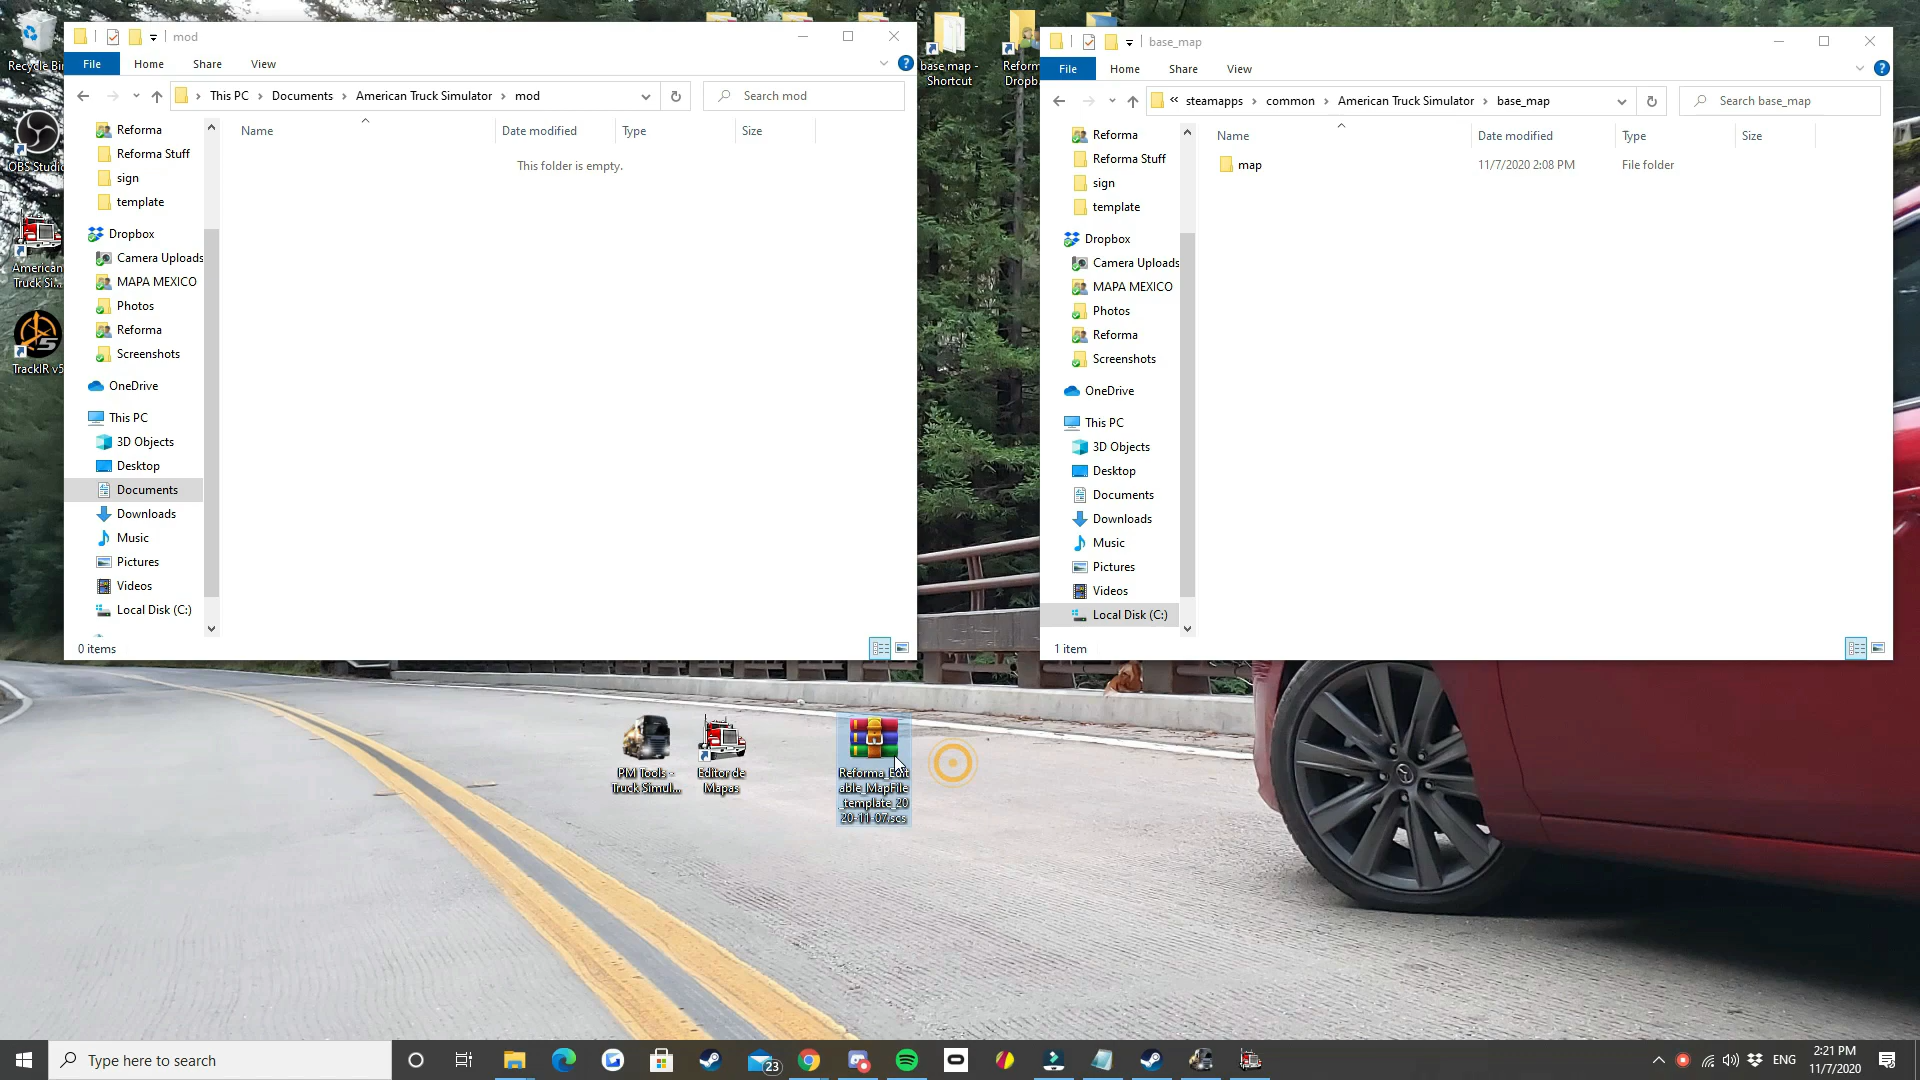 Recycle Bin
OBS Studio
American
Truck Si...
TrackIR v5
mod
File
Home
Share
View
This PC
Documents
American Truck Simulator
mod
Search mod
Name
Date modified
Type
Size
This folder is empty.
Reforma
Reforma Stuff
sign
template
Dropbox
Camera Uploads
MAPA MEXICO
Photos
Reforma
Screenshots
OneDrive
This PC
3D Objects
Desktop
Documents
Downloads
Music
Pictures
Videos
Local Disk (C:)
0 items
base map -
Shortcut
base_map
File
Home
Share
View
steamapps
common
American Truck Simulator
base_map
Search base_map
Name
Date modified
Type
Size
map
11/7/2020 2:08 PM
File folder
Reforma
Reforma Stuff
sign
template
Dropbox
Camera Uploads
MAPA MEXICO
Photos
Reforma
Screenshots
OneDrive
This PC
3D Objects
Desktop
Documents
Downloads
Music
Pictures
Videos
Local Disk (C:)
1 item
PM Tools -
Truck Simul...
Editor de
Mapas
Reforma_Edit
able_MapFile
_template_20
20-11-07.scs
Type here to search
23
ENG
2:21 PM
11/7/2020